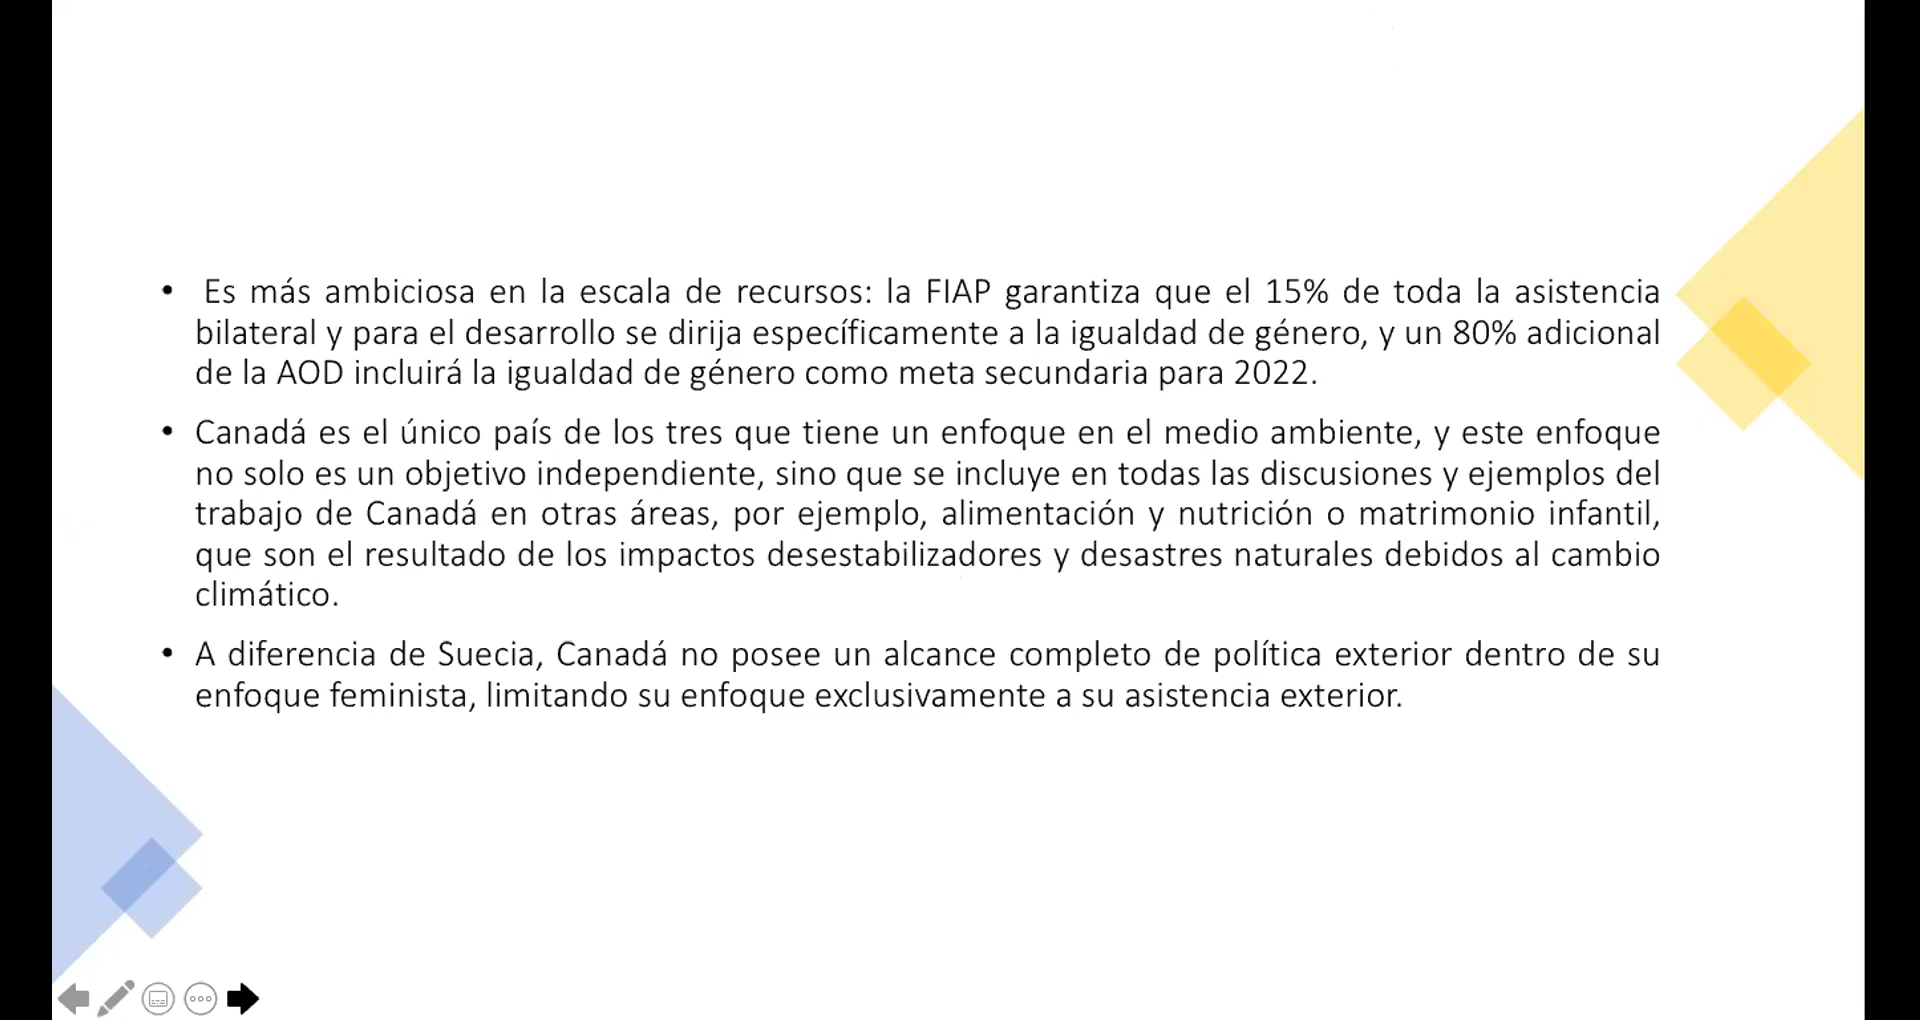 • Es más ambiciosa en la escala de recursos: la FIAP garantiza que el 15% de toda la asistencia
bilateral y para el desarrollo se dirija específicamente a la igualdad de género, y un 80% adicional
de la AOD incluirá la igualdad de género como meta secundaria para 2022.
• Canadá es el único país de los tres que tiene un enfoque en el medio ambiente, y este enfoque
no solo es un objetivo independiente, sino que se incluye en todas las discusiones y ejemplos del
trabajo de Canadá en otras áreas, por ejemplo, alimentación y nutrición o matrimonio infantil,
que son el resultado de los impactos desestabilizadores y desastres naturales debidos al cambio
climático.
• A diferencia de Suecia, Canadá no posee un alcance completo de política exterior dentro de su
enfoque feminista, limitando su enfoque exclusivamente a su asistencia exterior.